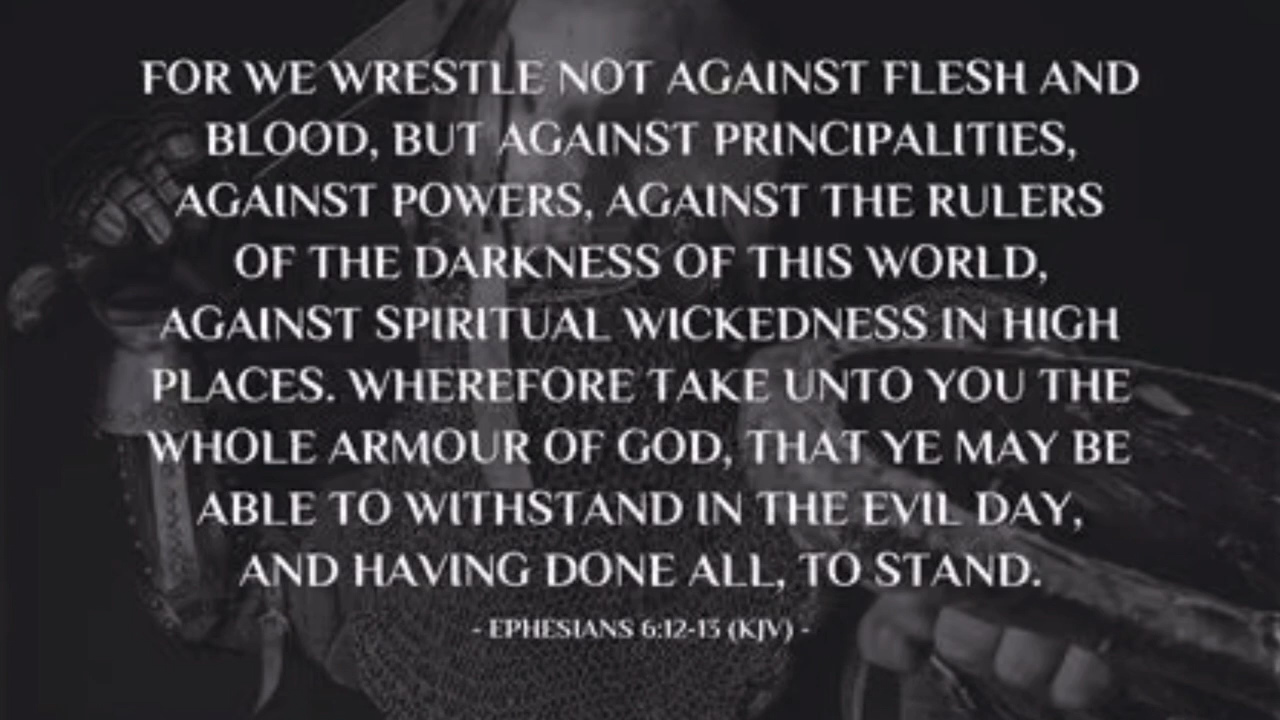 FOR WE WRESTLE NOT AGAINST FLESH AND
BLOOD, BUT AGAINST PRINCIPALITIES,
AGAINST POWERS, AGAINST THE RULERS
OF THE DARKNESS OF THIS WORLD,
AGAINST SPIRITUAL WICKEDNESS IN HIGH
PLACES. WHEREFORE TAKE UNTO YOU THE
WHOLE ARMOUR OF GOD, THAT YE MAY BE
ABLE TO WITHSTAND IN THE EVIL DAY,
AND HAVING DONE ALL, TO STAND.
- EPHESIANS 6:12-13 (KJV) -